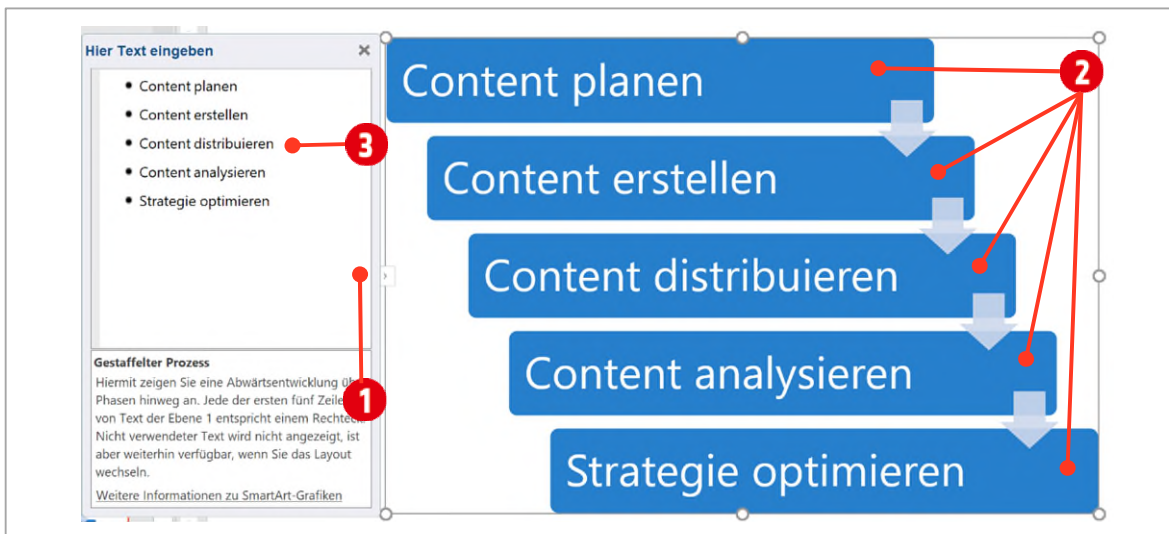 Hier Text eingeben
Content planen
Content erstellen
Content distribuieren
Content analysieren
Strategie optimieren
Gestaffelter Prozess
Hiermit zeigen Sie eine Abwärtsentwicklung
Phasen hinweg an. Jede der ersten fünf
von Text der Ebene 1 entspricht einem
Nicht verwendeter Text wird nicht angezeigt, ist
aber weiterhin verfügbar, wenn Sie das Layout
wechseln.
Weitere Informationen zu SmartArt-Grafiken
3
1
Content planen
Content erstellen
Content distribuieren
Content analysieren
Strategie optimieren
2